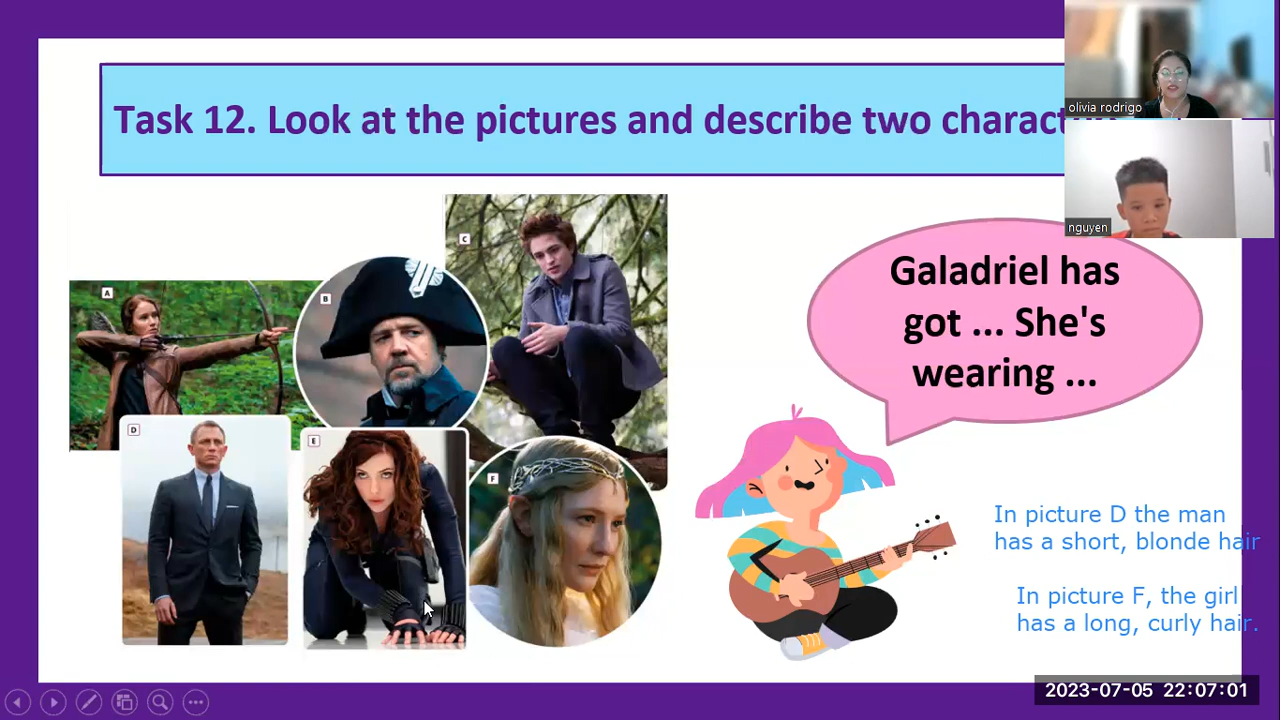 Task 12. Look at the pictures and describe two charact
olivia rodrigo
nguyen
A
B
C
D
E
F
Galadriel has
got ... She's
wearing ...
In picture D the man
has a short, blonde hair
In picture F, the girl
has a long, curly hair.
2023-07-05 22:07:01